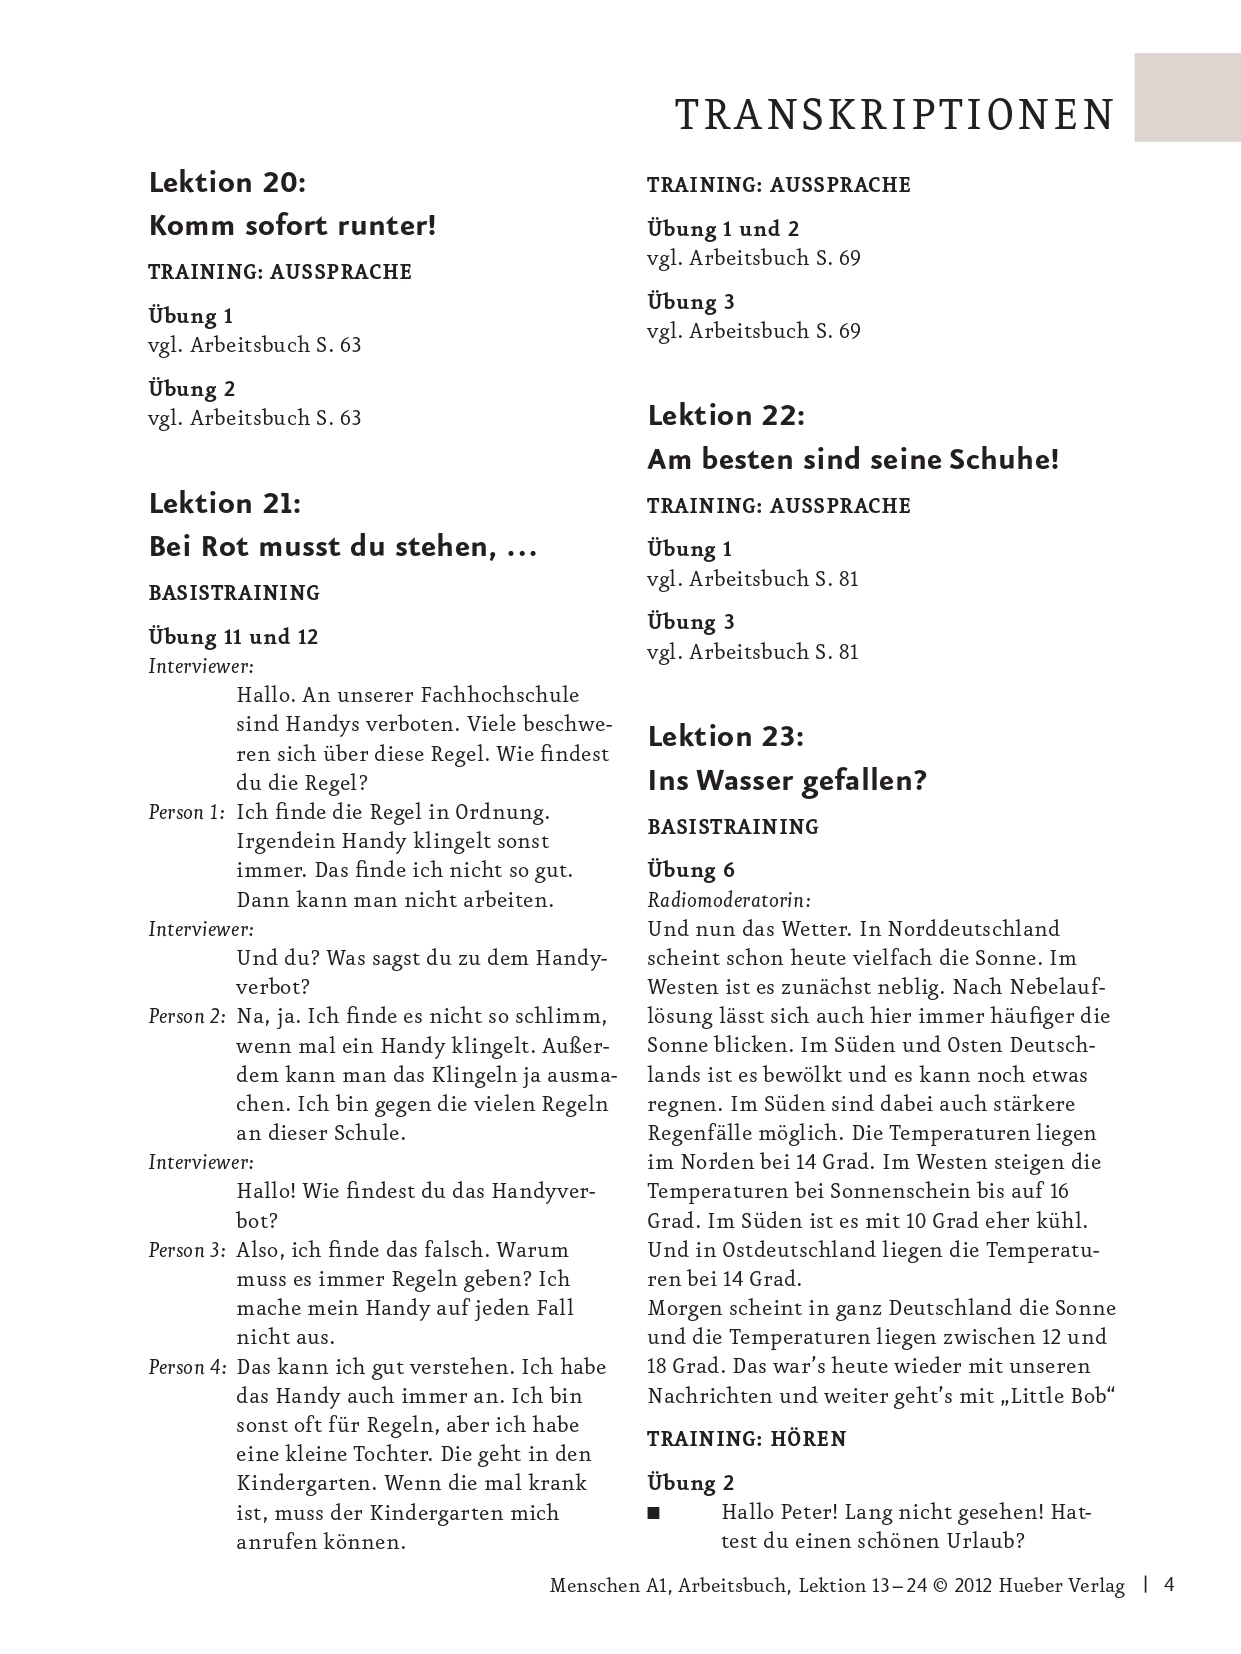 TRANSKRIPTIONEN
Lektion 20:
Komm sofort runter!
TRAINING: AUSSPRACHE
Übung 1
vgl. Arbeitsbuch S. 63
Übung 2
vgl. Arbeitsbuch S. 63
Lektion 21:
Bei Rot musst du stehen, …
BASISTRAINING
Übung 11 und 12
Interviewer:
Hallo. An unserer Fachhochschule
sind Handys verboten. Viele beschwe-
ren sich über diese Regel. Wie findest
du die Regel?
Person 1: Ich finde die Regel in Ordnung.
Irgendein Handy klingelt sonst
immer. Das finde ich nicht so gut.
Dann kann man nicht arbeiten.
Interviewer:
Und du? Was sagst du zu dem Handy-
verbot?
Person 2: Na, ja. Ich finde es nicht so schlimm,
wenn mal ein Handy klingelt. Außer-
dem kann man das Klingeln ja ausma-
chen. Ich bin gegen die vielen Regeln
an dieser Schule.
Interviewer:
Hallo! Wie findest du das Handyver-
bot?
Person 3: Also, ich finde das falsch. Warum
muss es immer Regeln geben? Ich
mache mein Handy auf jeden Fall
nicht aus.
Person 4: Das kann ich gut verstehen. Ich habe
das Handy auch immer an. Ich bin
sonst oft für Regeln, aber ich habe
eine kleine Tochter. Die geht in den
Kindergarten. Wenn die mal krank
ist, muss der Kindergarten mich
anrufen können.
TRAINING: AUSSPRACHE
Übung 1 und 2
vgl. Arbeitsbuch S. 69
Übung 3
vgl. Arbeitsbuch S. 69
Lektion 22:
Am besten sind seine Schuhe!
TRAINING: AUSSPRACHE
Übung 1
vgl. Arbeitsbuch S. 81
Übung 3
vgl. Arbeitsbuch S. 81
Lektion 23:
Ins Wasser gefallen?
BASISTRAINING
Übung 6
Radiomoderatorin:
Und nun das Wetter. In Norddeutschland
scheint schon heute vielfach die Sonne. Im
Westen ist es zunächst neblig. Nach Nebelauf-
lösung lässt sich auch hier immer häufiger die
Sonne blicken. Im Süden und Osten Deutsch-
lands ist es bewölkt und es kann noch etwas
regnen. Im Süden sind dabei auch stärkere
Regenfälle möglich. Die Temperaturen liegen
im Norden bei 14 Grad. Im Westen steigen die
Temperaturen bei Sonnenschein bis auf 16
Grad. Im Süden ist es mit 10 Grad eher kühl.
Und in Ostdeutschland liegen die Temperatu-
ren bei 14 Grad.
Morgen scheint in ganz Deutschland die Sonne
und die Temperaturen liegen zwischen 12 und
18 Grad. Das war’s heute wieder mit unseren
Nachrichten und weiter geht’s mit „Little Bob“
TRAINING: HÖREN
Übung 2
■ Hallo Peter! Lang nicht gesehen! Hat-
test du einen schönen Urlaub?
Menschen A1, Arbeitsbuch, Lektion 13–24 © 2012 Hueber Verlag | 4